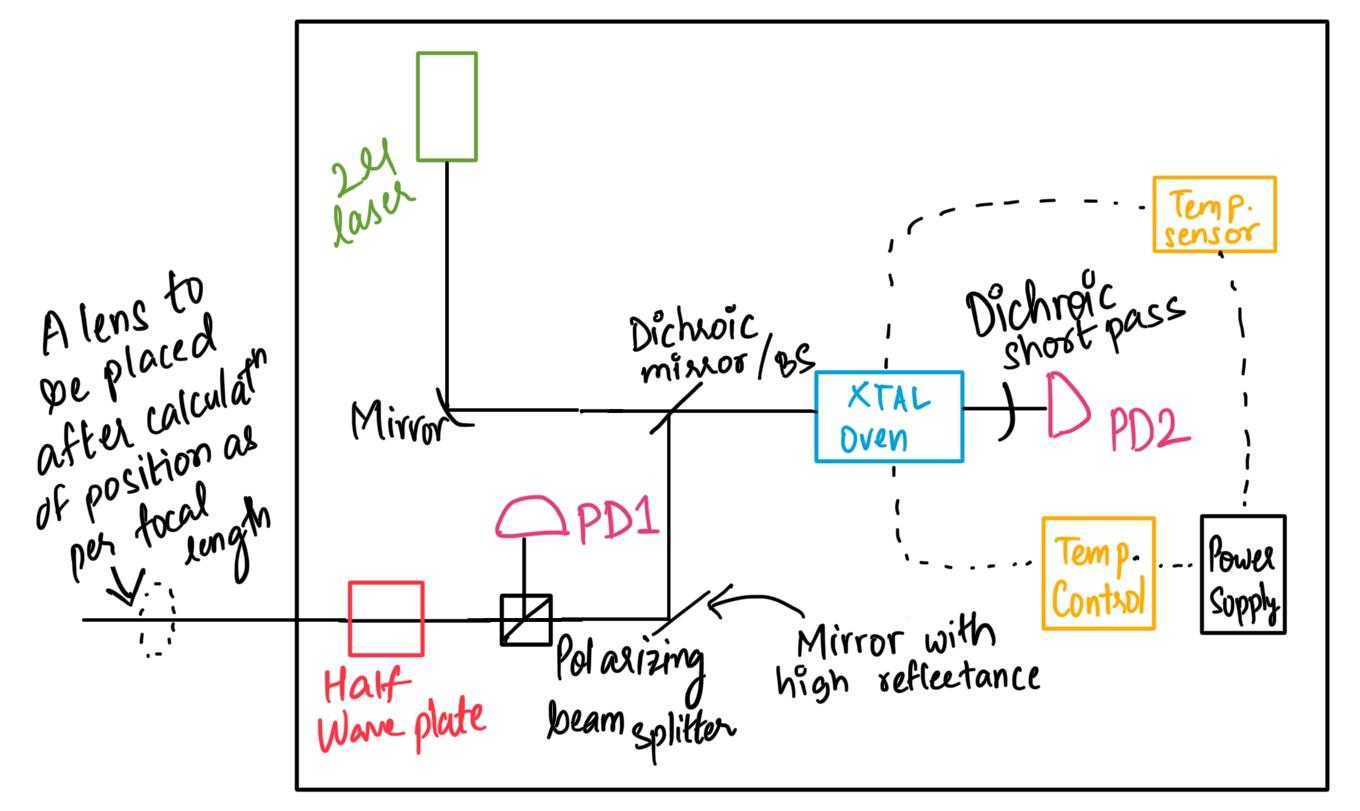 2ω
laser
Temp.
sensor
A lens to
be placed
after calculatⁿ
of position as
per focal
length
Dichroic
mirror/BS
Dichroic
short pass
Mirror
XTAL
Oven
PD2
PD1
Temp.
Control
Power
Supply
Half
Wave plate
Polarizing
beam
splitter
Mirror with
high reflectance